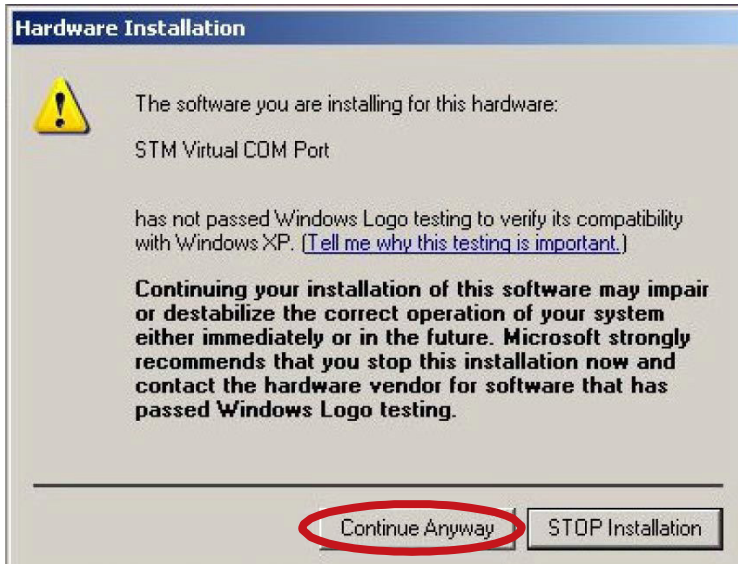 Hardware Installation
The software you are installing for this hardware:
STM Virtual COM Port
has not passed Windows Logo testing to verify its compatibility
with Windows XP. (Tell me why this testing is important.)
Continuing your installation of this software may impair
or destabilize the correct operation of your system
either immediately or in the future. Microsoft strongly
recommends that you stop this installation now and
contact the hardware vendor for software that has
passed Windows Logo testing.
Continue Anyway
STOP Installation